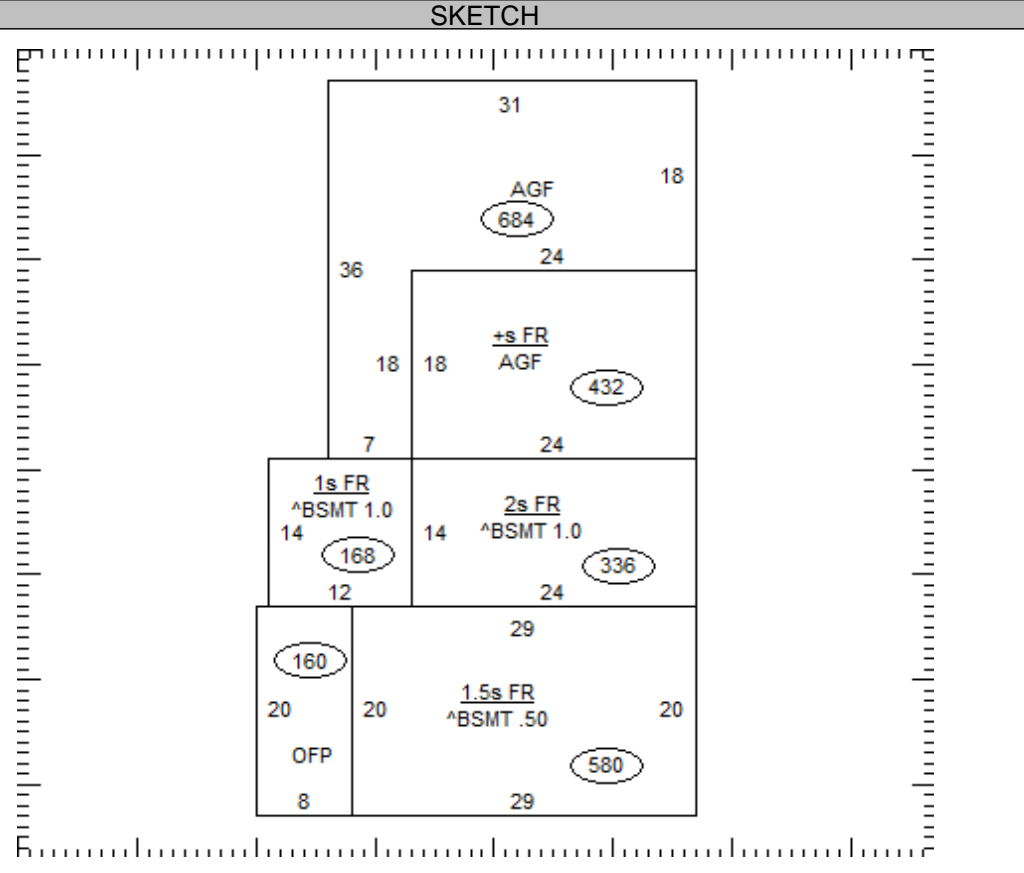 SKETCH
31
18
AGF
684
24
36
+s FR
18 18 AGF
432
7 24
1s FR
^BSMT 1.0
2s FR
^BSMT 1.0
14 14
168
336
12 24
29
160
1.5s FR
^BSMT .50
20 20 20
OFP
580
8 29